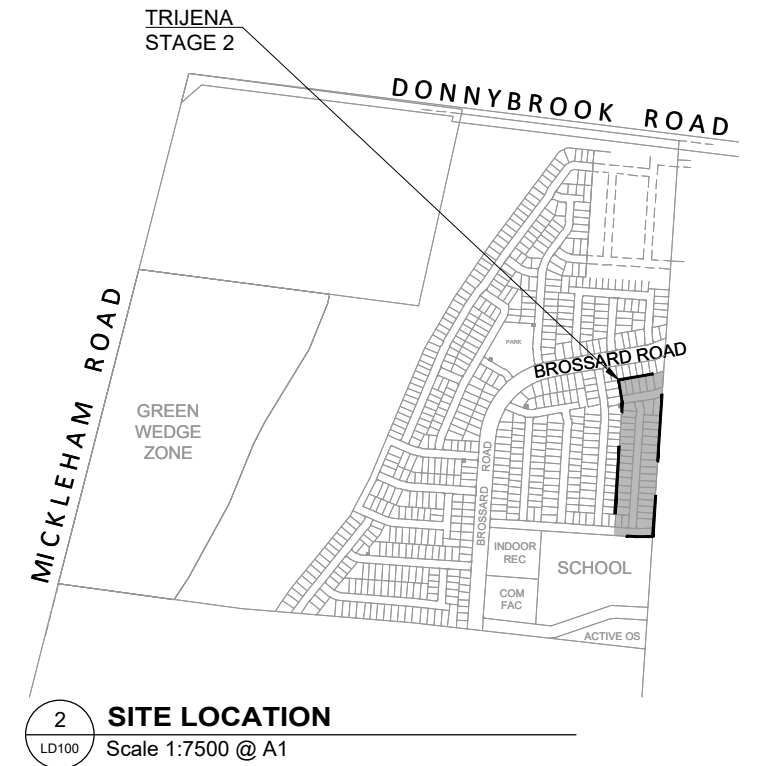 TRIJENA
STAGE 2
DONNYBROOK ROAD
MICKLEHAM ROAD
PARK
BROSSARD ROAD
GREEN
WEDGE
ZONE
BROSSARD ROAD
INDOOR
REC
SCHOOL
COM
FAC
ACTIVE OS
2
LD100
SITE LOCATION
Scale 1:7500 @ A1